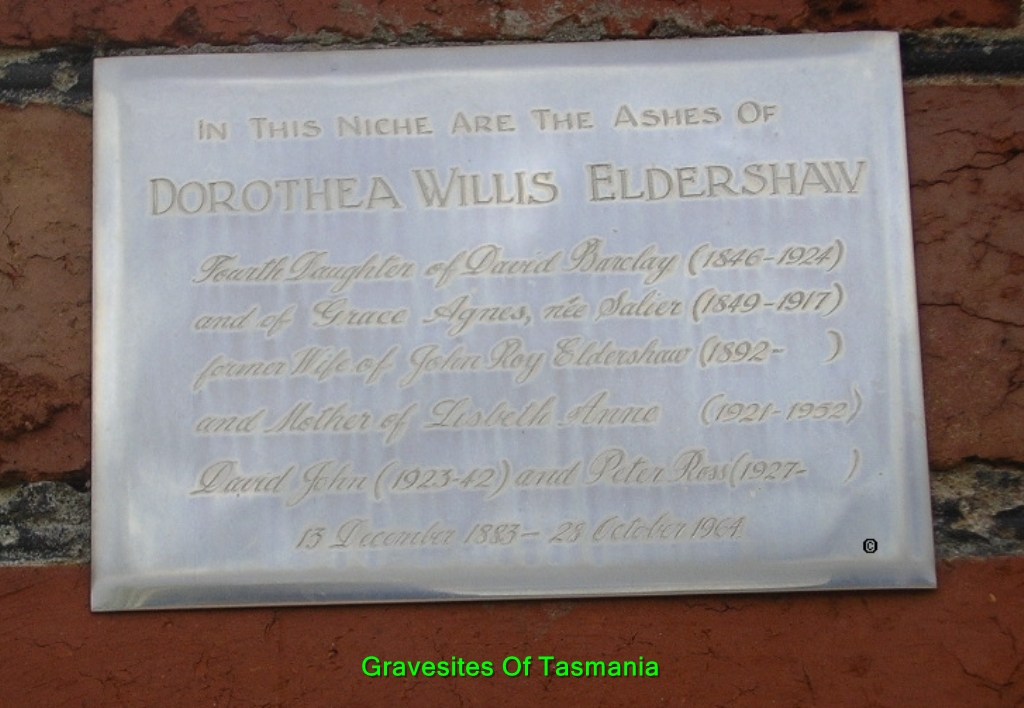 IN THIS NICHE ARE THE ASHES OF
DOROTHEA WILLIS ELDERSHAW
Fourth Daughter of David Barclay (1846-1924)
and of Grace Agnes, née Salier (1849-1917)
former Wife of John Roy Eldershaw (1892- )
and Mother of Lisbeth Anne (1921-1952)
David John (1923-42) and Peter Ross (1927- )
13 December 1883 – 28 October 1964.
©
Gravesites Of Tasmania